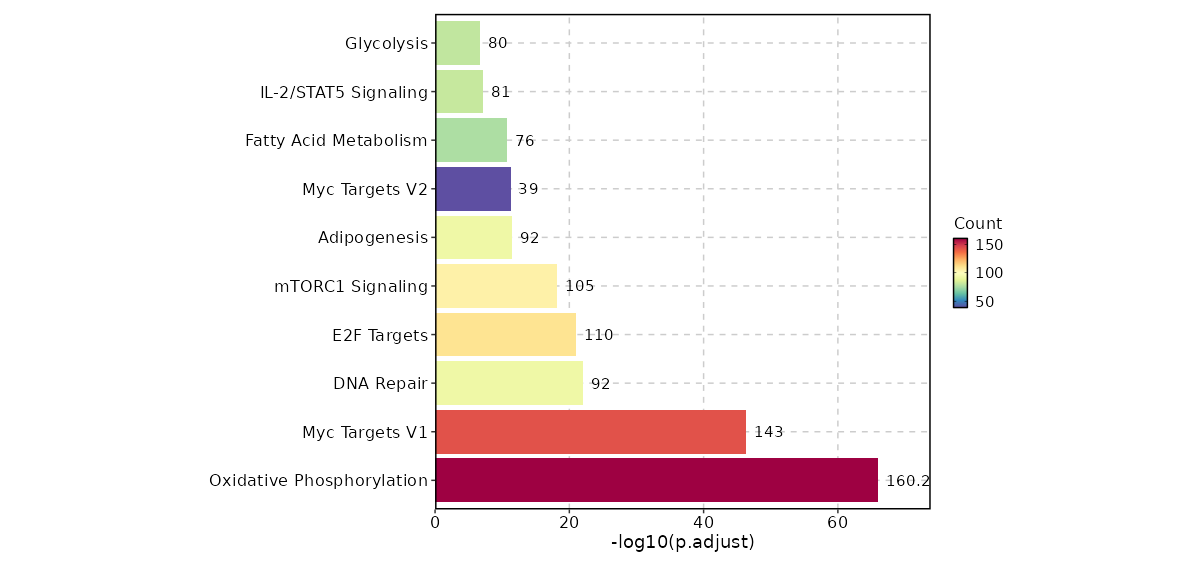 Glycolysis 80
IL-2/STAT5 Signaling 81
Fatty Acid Metabolism 76
Myc Targets V2 39
Adipogenesis 92
mTORC1 Signaling 105
E2F Targets 110
DNA Repair 92
Myc Targets V1 143
Oxidative Phosphorylation 160.2
0 20 40 60
-log10(p.adjust)
Count
150
100
50